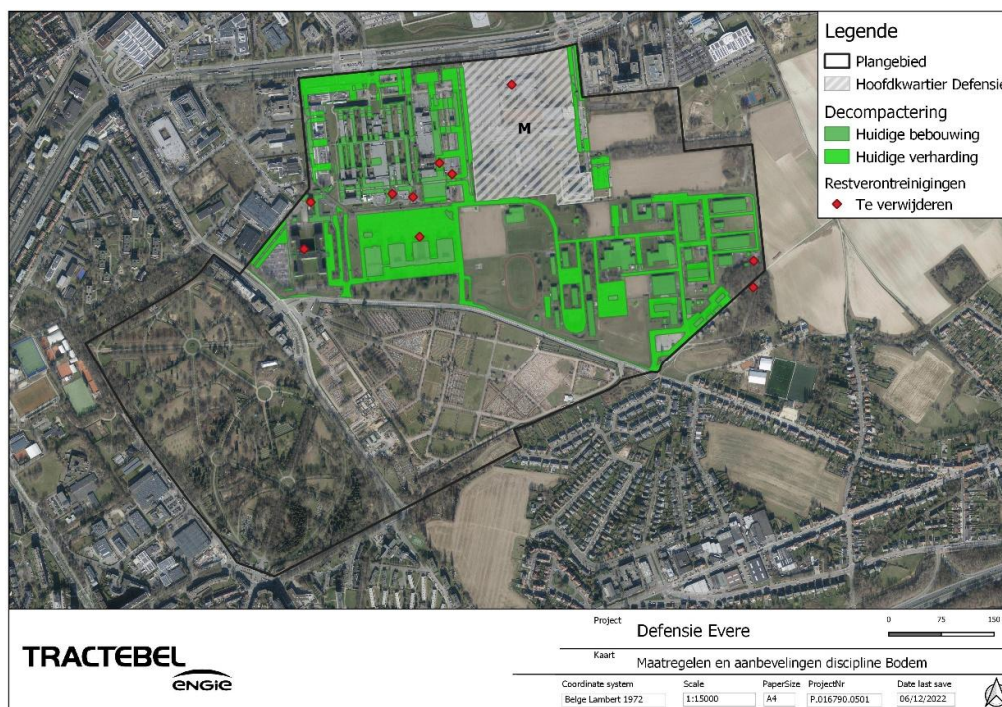 Legende
Plangebied
Hoofdkwartier Defensie
Decompactering
Huidige bebouwing
Huidige verharding
Restverontreinigingen
Te verwijderen
M
TRACTEBEL
ENGIE
Project
Defensie Evere
0 75 150
Kaart
Maatregelen en aanbevelingen discipline Bodem
Coordinate system Scale PaperSize ProjectNr Date last save
Belge Lambert 1972 1:15000 A4 P.016790.0501 06/12/2022